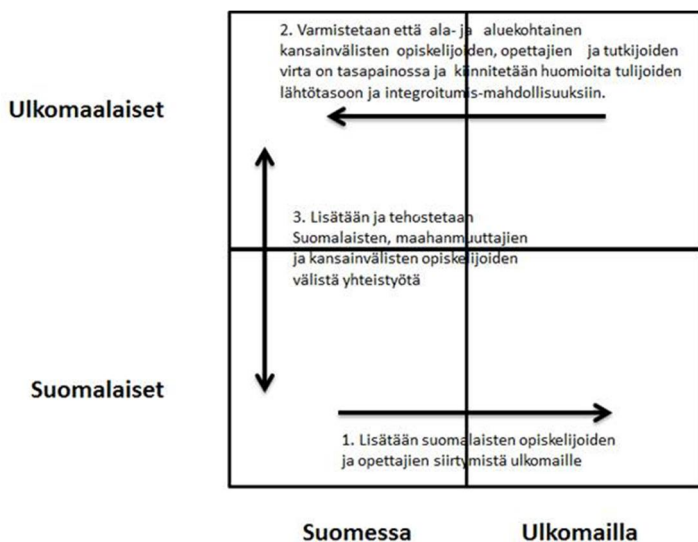 2. Varmistetaan että ala- ja aluekohtainen
kansainvälisten opiskelijoiden, opettajien ja tutkijoiden
virta on tasapainossa ja kiinnitetään huomioita tulijoiden
lähtötasoon ja integroitumis-mahdollisuuksiin.
Ulkomaalaiset
3. Lisätään ja tehostetaan
Suomalaisten, maahanmuuttajien
ja kansainvälisten opiskelijoiden
välistä yhteistyötä
Suomalaiset
1. Lisätään suomalaisten opiskelijoiden
ja opettajien siirtymistä ulkomaille
Suomessa Ulkomailla